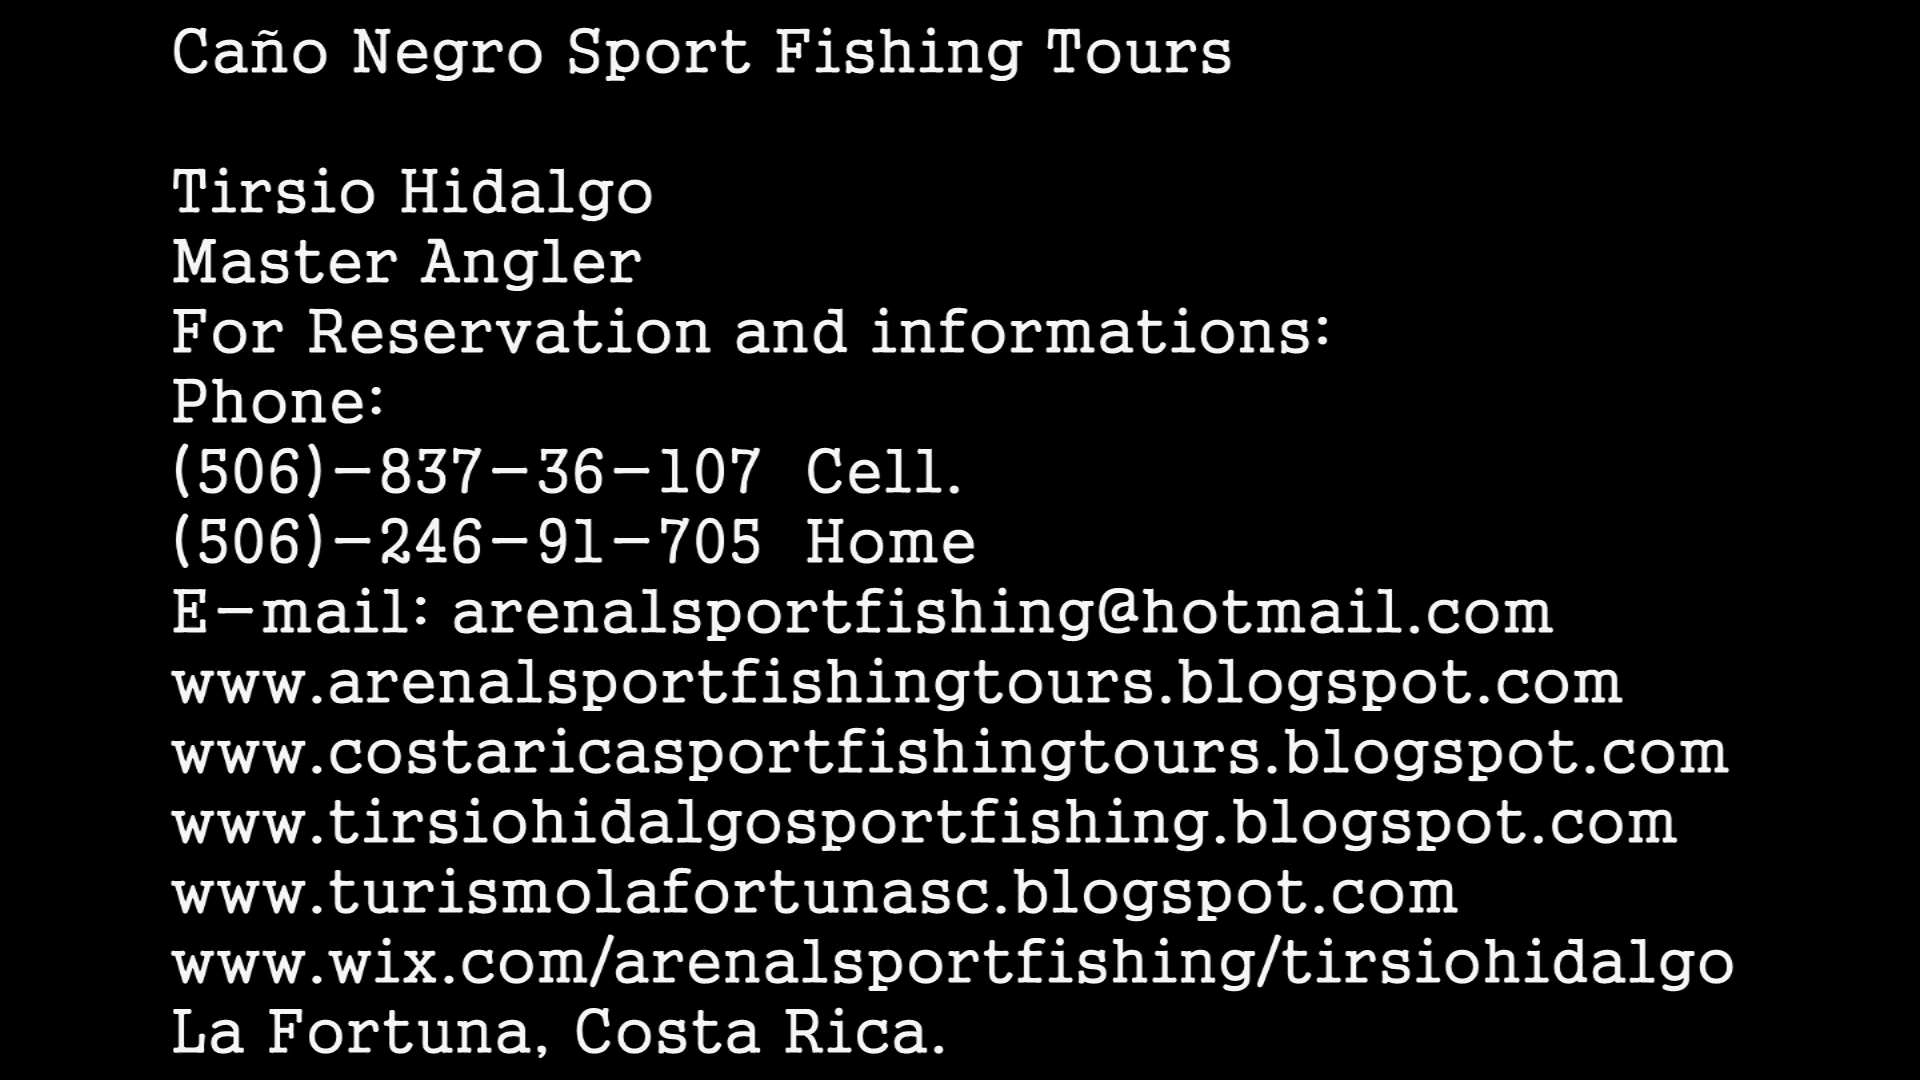 Caño Negro Sport Fishing Tours
Tirsio Hidalgo
Master Angler
For Reservation and informations:
Phone:
(506)-837-36-107 Cell.
(506)-246-91-705 Home
E-mail: arenalsportfishing@hotmail.com
www.arenalsportfishingtours.blogspot.com
www.costaricasportfishingtours.blogspot.com
www.tirsiohidalgosportfishing.blogspot.com
www.turismolafortunasc.blogspot.com
www.wix.com/arenalsportfishing/tirsiohidalgo
La Fortuna, Costa Rica.